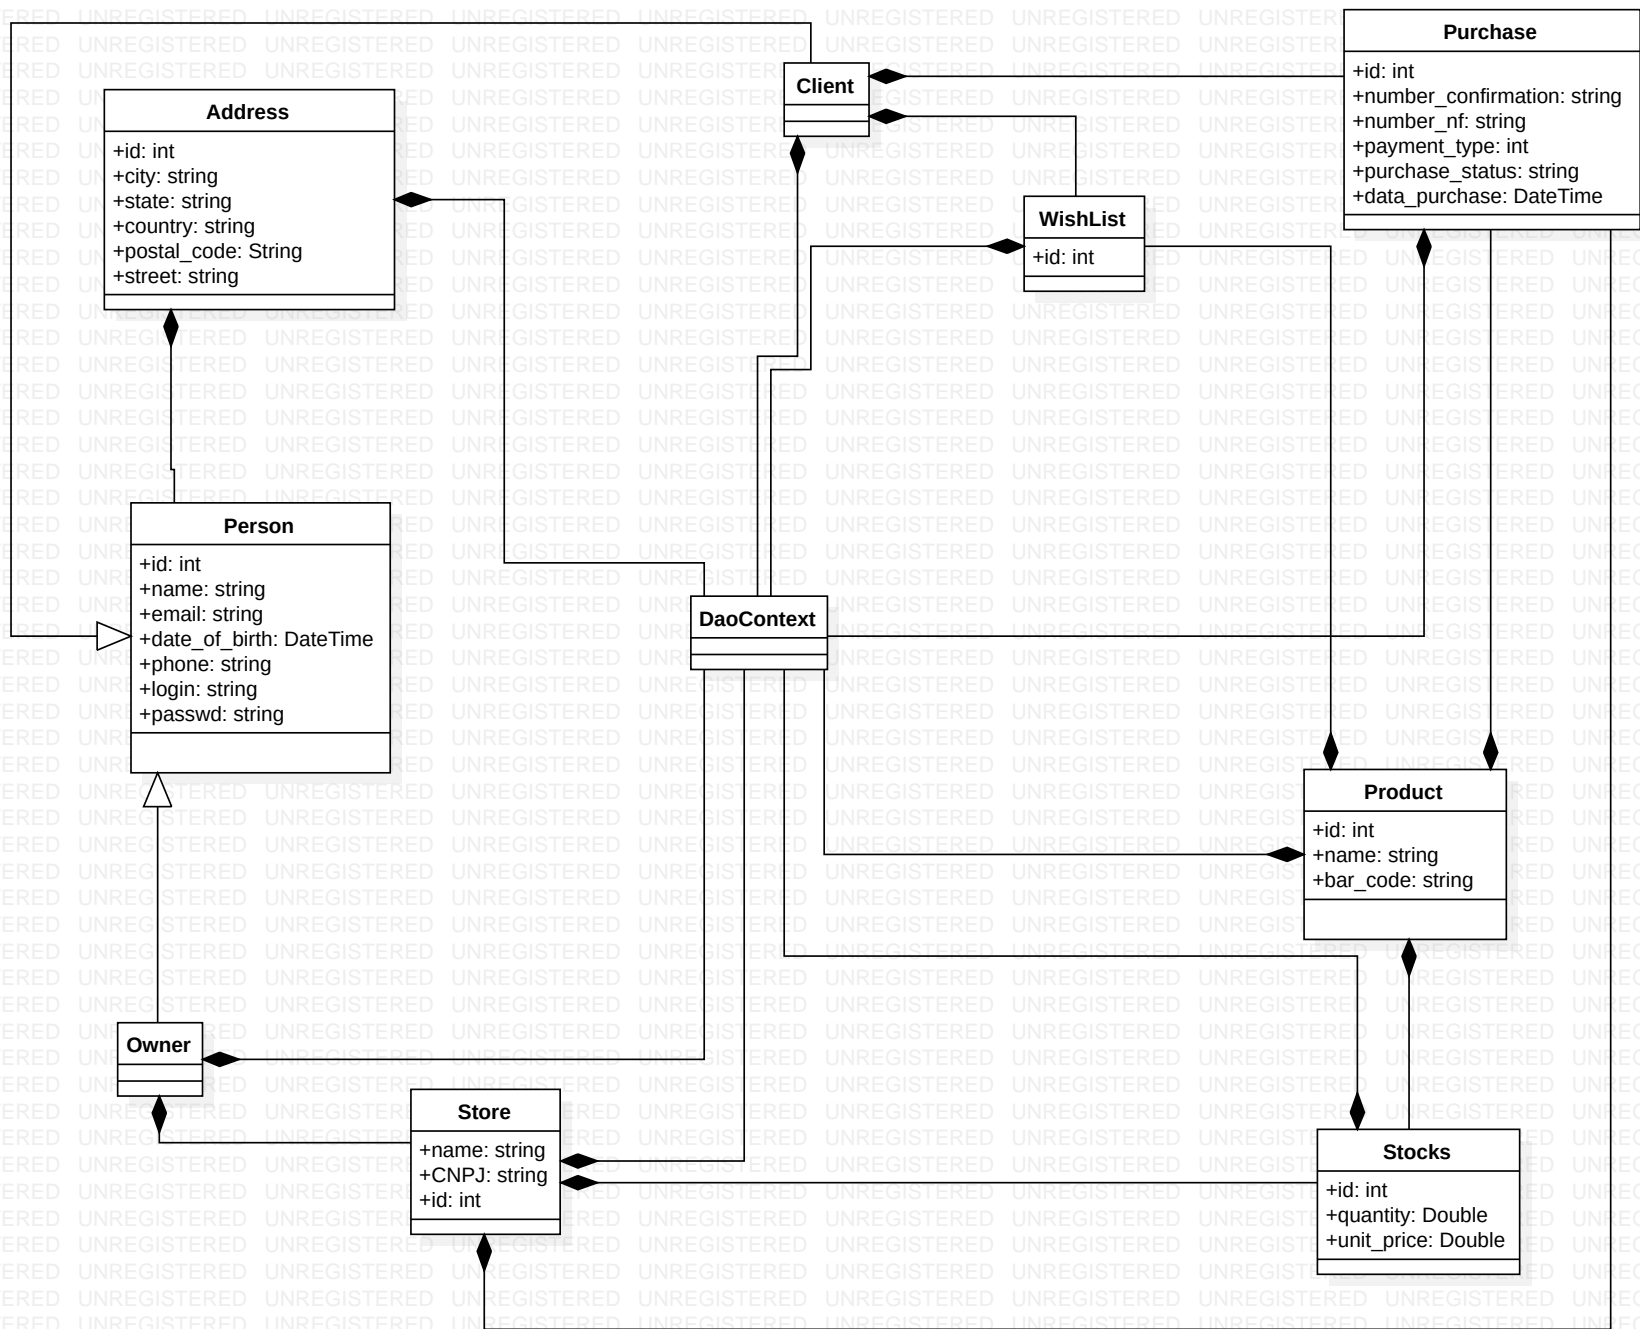 Purchase
+id: int
+number_confirmation: string
+number_nf: string
+payment_type: int
+purchase_status: string
+data_purchase: DateTime
Client
Address
+id: int
+city: string
+state: string
+country: string
+postal_code: String
+street: string
WishList
+id: int
Person
+id: int
+name: string
+email: string
+date_of_birth: DateTime
+phone: string
+login: string
+passwd: string
DaoContext
Product
+id: int
+name: string
+bar_code: string
Owner
Store
+name: string
+CNPJ: string
+id: int
Stocks
+id: int
+quantity: Double
+unit_price: Double
UNREGISTERED